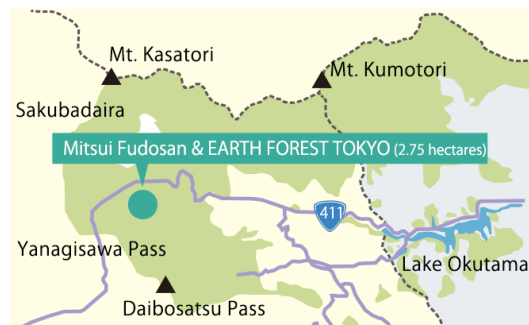 Mt. Kasatori
Mt. Kumotori
Sakubadaira
Mitsui Fudosan & EARTH FOREST TOKYO (2.75 hectares)
411
Yanagisawa Pass
Lake Okutama
Daibosatsu Pass